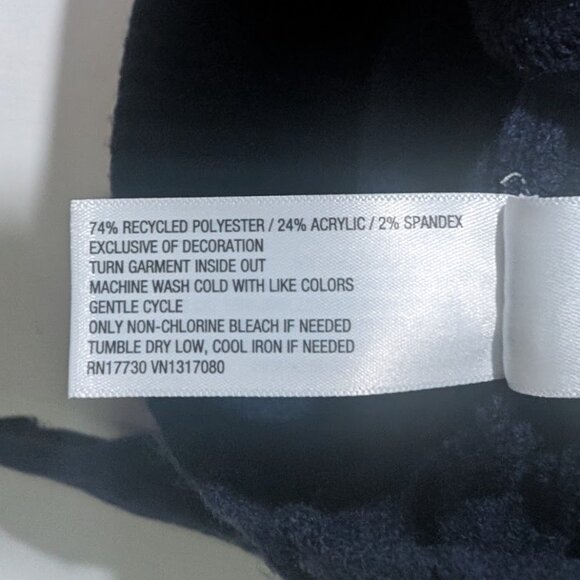 74% RECYCLED POLYESTER / 24% ACRYLIC / 2% SPANDEX
EXCLUSIVE OF DECORATION
TURN GARMENT INSIDE OUT
MACHINE WASH COLD WITH LIKE COLORS
GENTLE CYCLE
ONLY NON-CHLORINE BLEACH IF NEEDED
TUMBLE DRY LOW, COOL IRON IF NEEDED
RN17730 VN1317080